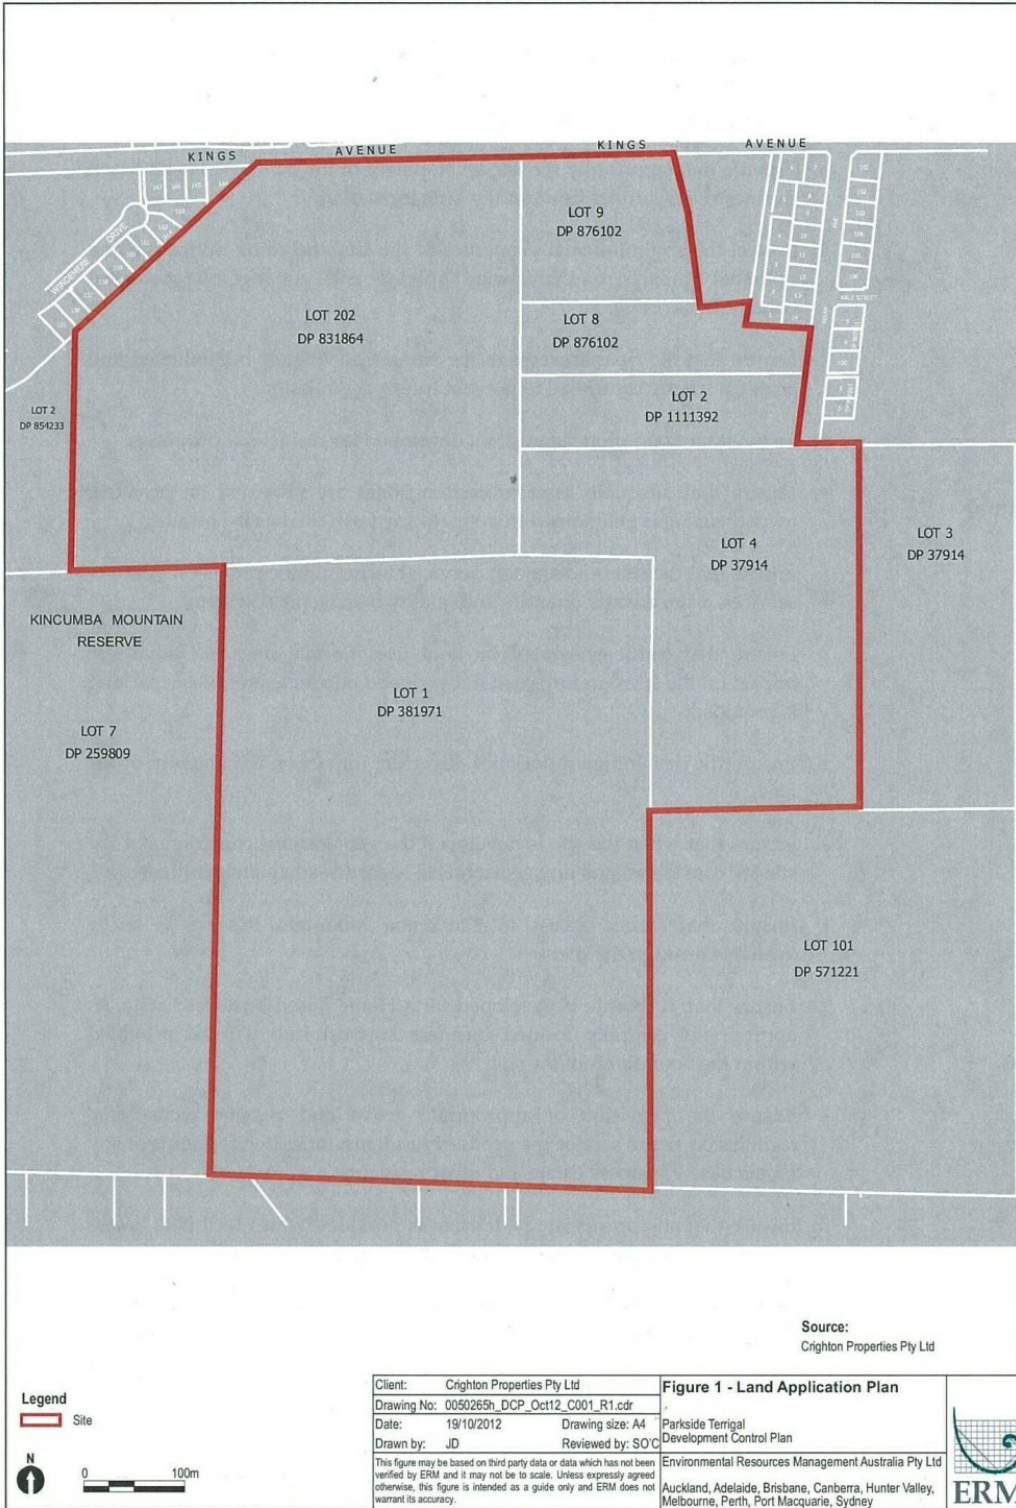 KINGS AVENUE KINGS AVENUE
WINDEMERE DRIVE
LOT 9
DP 876102
LOT 202
DP 831864
LOT 8
DP 876102
LOT 2
DP 1111392
LOT 2
DP 854233
LOT 4
DP 37914
LOT 3
DP 37914
KINCUMBA MOUNTAIN
RESERVE
LOT 7
DP 259809
LOT 1
DP 381971
LOT 101
DP 571221
Source:
Crighton Properties Pty Ltd
Legend
Site
N
0 100m
Client: Crighton Properties Pty Ltd
Drawing No: 0050265h_DCP_Oct12_C001_R1.cdr
Date: 19/10/2012 Drawing size: A4
Drawn by: JD Reviewed by: SO'C
This figure may be based on third party data or data which has not been
verified by ERM and it may not be to scale. Unless expressly agreed
otherwise, this figure is intended as a guide only and ERM does not
warrant its accuracy.
Figure 1 - Land Application Plan
Parkside Terrigal
Development Control Plan
Environmental Resources Management Australia Pty Ltd
Auckland, Adelaide, Brisbane, Canberra, Hunter Valley,
Melbourne, Perth, Port Macquarie, Sydney
ERM